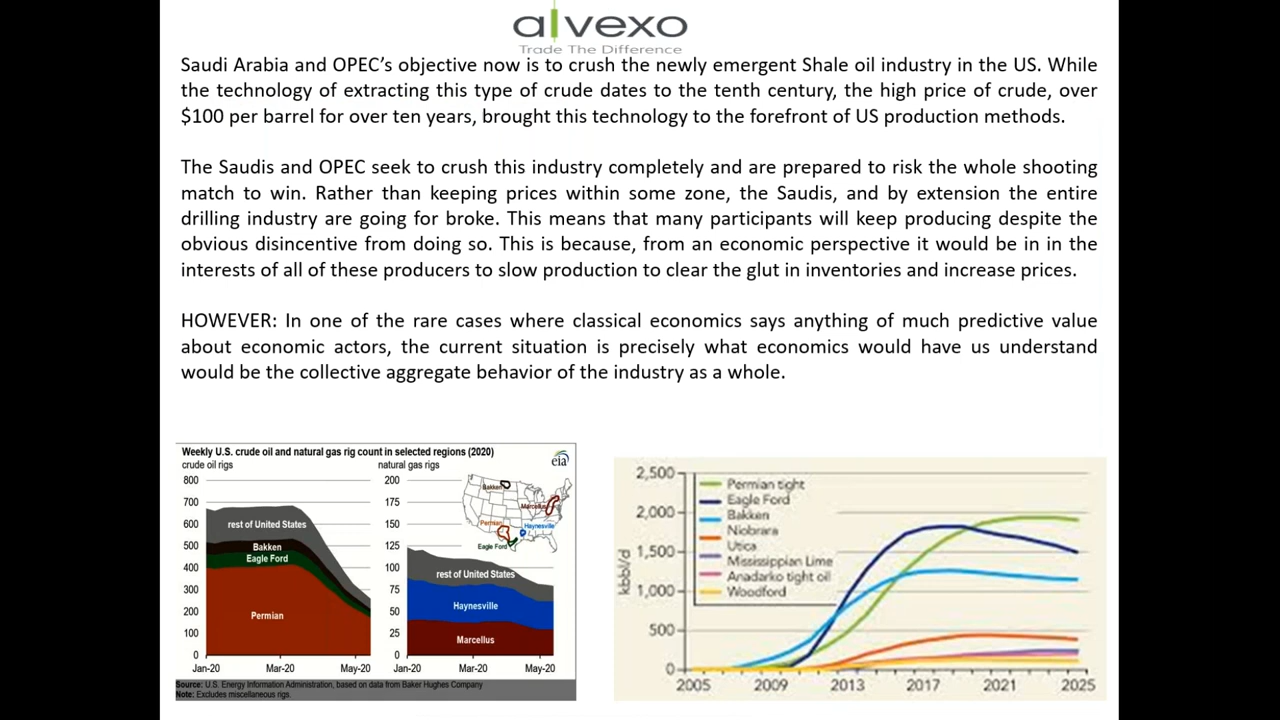 alvexo
Trade The Difference
Saudi Arabia and OPEC's objective now is to crush the newly emergent Shale oil industry in the US. While
the technology of extracting this type of crude dates to the tenth century, the high price of crude, over
$100 per barrel for over ten years, brought this technology to the forefront of US production methods.
The Saudis and OPEC seek to crush this industry completely and are prepared to risk the whole shooting
match to win. Rather than keeping prices within some zone, the Saudis, and by extension the entire
drilling industry are going for broke. This means that many participants will keep producing despite the
obvious disincentive from doing so. This is because, from an economic perspective it would be in in the
interests of all of these producers to slow production to clear the glut in inventories and increase prices.
HOWEVER: In one of the rare cases where classical economics says anything of much predictive value
about economic actors, the current situation is precisely what economics would have us understand
would be the collective aggregate behavior of the industry as a whole.
Weekly U.S. crude oil and natural gas rig count in selected regions (2020)
crude oil rigs
800
700
600
500
400
300
200
100
0
rest of United States
Bakken
Eagle Ford
Permian
Jan-20 Mar-20 May-20
natural gas rigs
eia
200
175
150
125
100
75
50
25
0
Bakken
Marcellus
Permian
Haynesville
Eagle Ford
rest of United States
Haynesville
Marcellus
Jan-20 Mar-20 May-20
Source: U.S. Energy Information Administration, based on data from Baker Hughes Company
Note: Excludes miscellaneous rigs.
kbbl/d
2,500
2,000
1,500
1,000
500
0
Permian tight
Eagle Ford
Bakken
Niobrara
Utica
Mississippian Lime
Anadarko tight oil
Woodford
2005 2009 2013 2017 2021 2025